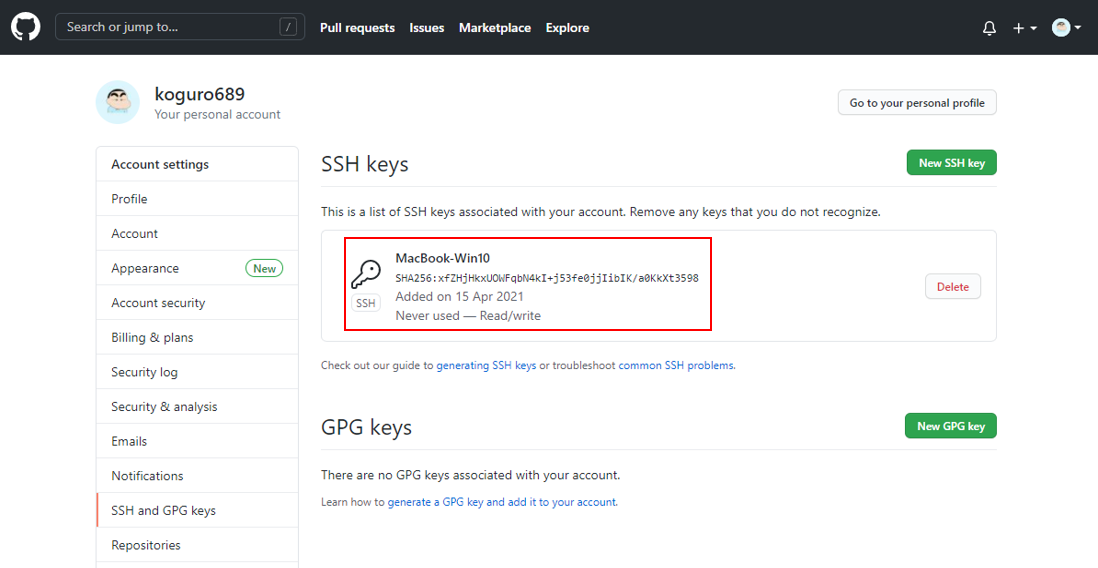 Search or jump to... /
Pull requests Issues Marketplace Explore
koguro689
Your personal account
Go to your personal profile
Account settings
Profile
Account
Appearance New
Account security
Billing & plans
Security log
Security & analysis
Emails
Notifications
SSH and GPG keys
Repositories
SSH keys
New SSH key
This is a list of SSH keys associated with your account. Remove any keys that you do not recognize.
MacBook-Win10
SHA256:xfZHjHkxUOWFqbN4kI+j53fe0jjIibIK/a0KkXt3598
SSH
Added on 15 Apr 2021
Never used — Read/write
Delete
Check out our guide to generating SSH keys or troubleshoot common SSH problems.
GPG keys
New GPG key
There are no GPG keys associated with your account.
Learn how to generate a GPG key and add it to your account.